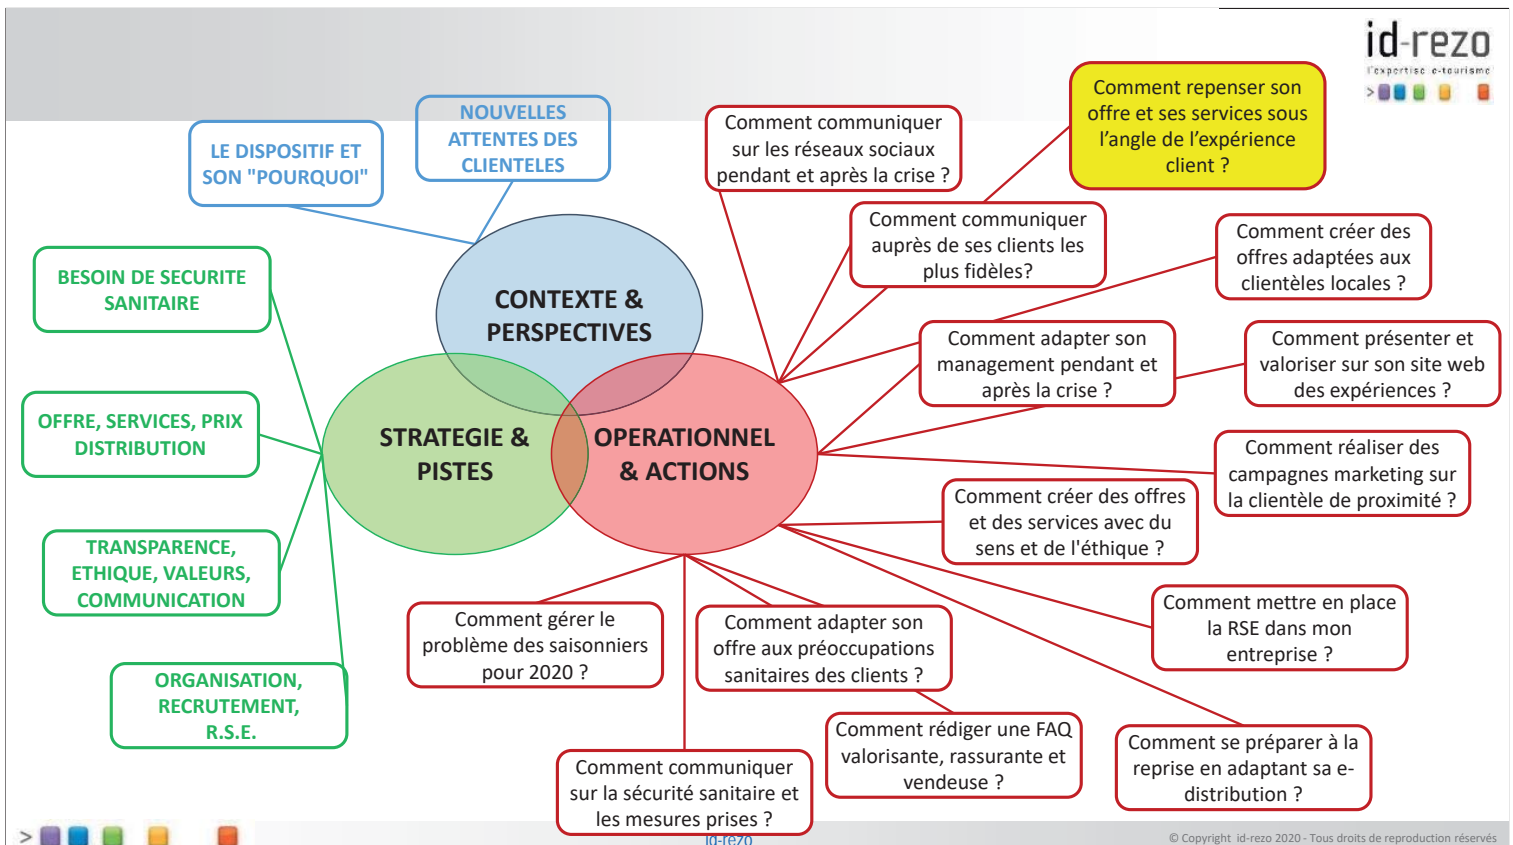 id-rezo
l'expertise e-tourisme
>
NOUVELLES
ATTENTES DES
CLIENTELES
LE DISPOSITIF ET
SON "POURQUOI"
Comment communiquer
sur les réseaux sociaux
pendant et après la crise ?
Comment repenser son
offre et ses services sous
l'angle de l'expérience
client ?
Comment communiquer
auprès de ses clients les
plus fidèles?
Comment créer des
offres adaptées aux
clientèles locales ?
BESOIN DE SECURITE
SANITAIRE
CONTEXTE &
PERSPECTIVES
Comment adapter son
management pendant et
après la crise ?
Comment présenter et
valoriser sur son site web
des expériences ?
OFFRE, SERVICES, PRIX
DISTRIBUTION
STRATEGIE &
PISTES
OPERATIONNEL
& ACTIONS
Comment réaliser des
campagnes marketing sur
la clientèle de proximité ?
Comment créer des offres
et des services avec du
sens et de l'éthique ?
TRANSPARENCE,
ETHIQUE, VALEURS,
COMMUNICATION
Comment gérer le
problème des saisonniers
pour 2020 ?
Comment adapter son
offre aux préoccupations
sanitaires des clients ?
Comment mettre en place
la RSE dans mon
entreprise ?
ORGANISATION,
RECRUTEMENT,
R.S.E.
Comment rédiger une FAQ
valorisante, rassurante et
vendeuse ?
Comment se préparer à la
reprise en adaptant sa e-
distribution ?
Comment communiquer
sur la sécurité sanitaire et
les mesures prises ?
>
id-rezo
© Copyright id-rezo 2020 - Tous droits de reproduction réservés